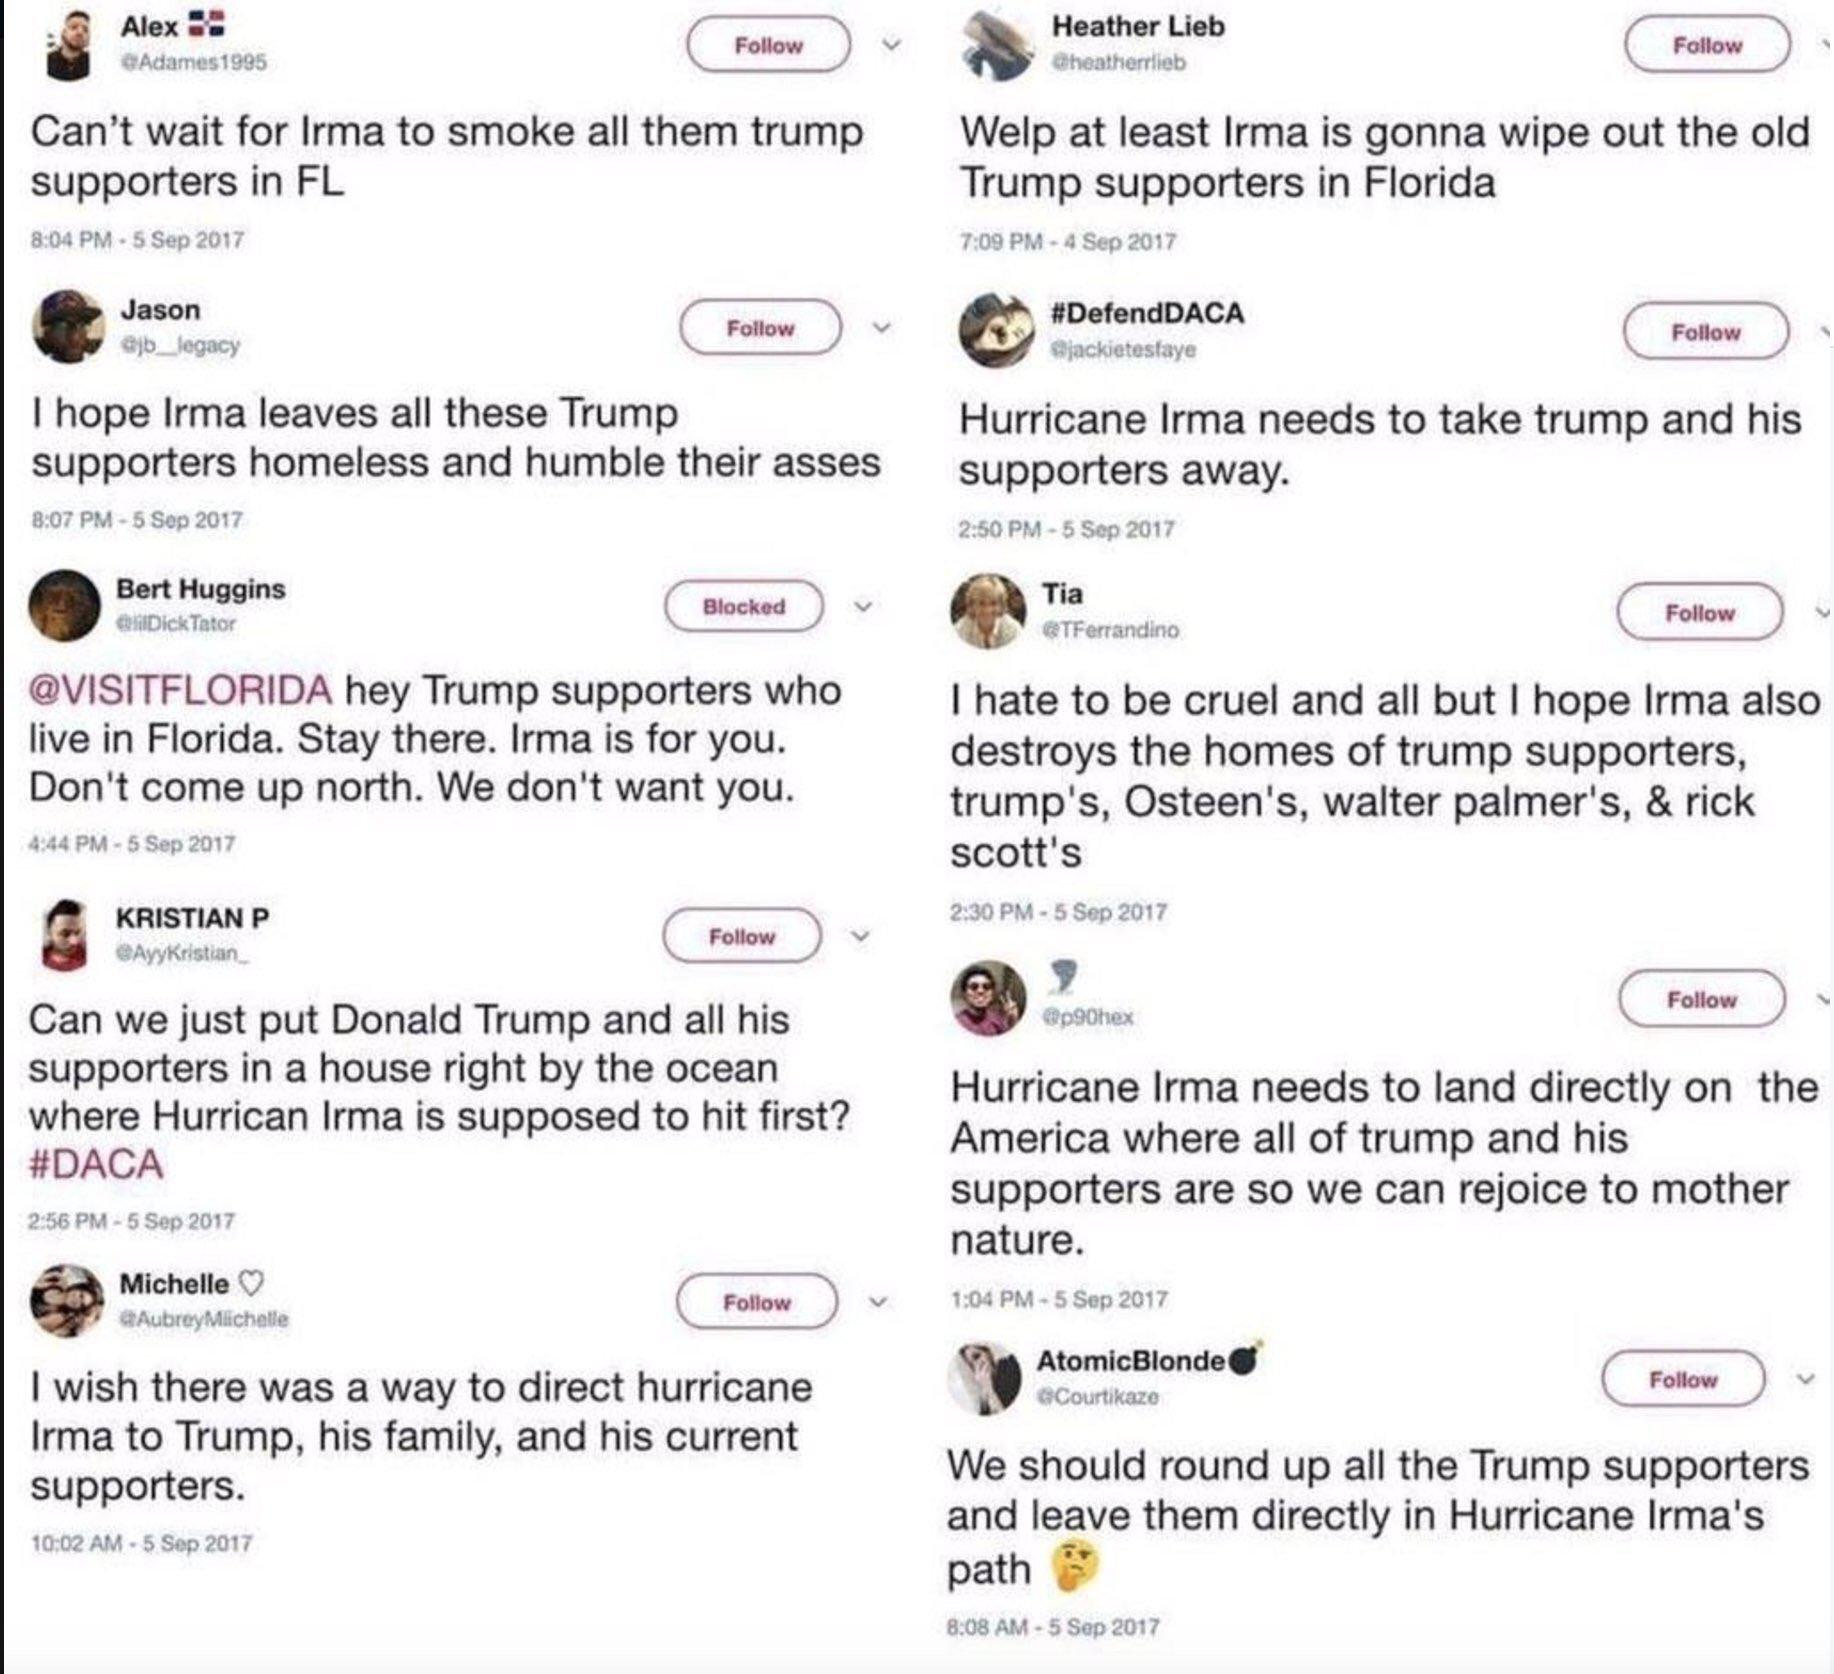 Alex
@Adames1995
Follow
Can't wait for Irma to smoke all them trump
supporters in FL
8:04 PM - 5 Sep 2017
Jason
@jb__legacy
Follow
I hope Irma leaves all these Trump
supporters homeless and humble their asses
8:07 PM - 5 Sep 2017
Bert Huggins
@lilDickTator
Blocked
@VISITFLORIDA hey Trump supporters who
live in Florida. Stay there. Irma is for you.
Don't come up north. We don't want you.
4:44 PM - 5 Sep 2017
KRISTIAN P
@AyyKristian_
Follow
Can we just put Donald Trump and all his
supporters in a house right by the ocean
where Hurrican Irma is supposed to hit first?
#DACA
2:56 PM - 5 Sep 2017
Michelle ♡
@AubreyMiichelle
Follow
I wish there was a way to direct hurricane
Irma to Trump, his family, and his current
supporters.
10:02 AM - 5 Sep 2017
Heather Lieb
@heatherrlieb
Follow
Welp at least Irma is gonna wipe out the old
Trump supporters in Florida
7:09 PM - 4 Sep 2017
#DefendDACA
@jackietesfaye
Follow
Hurricane Irma needs to take trump and his
supporters away.
2:50 PM - 5 Sep 2017
Tia
@TFerrandino
Follow
I hate to be cruel and all but I hope Irma also
destroys the homes of trump supporters,
trump's, Osteen's, walter palmer's, & rick
scott's
2:30 PM - 5 Sep 2017
🌪
@p90hex
Follow
Hurricane Irma needs to land directly on the
America where all of trump and his
supporters are so we can rejoice to mother
nature.
1:04 PM - 5 Sep 2017
AtomicBlonde💣
@Courtikaze
Follow
We should round up all the Trump supporters
and leave them directly in Hurricane Irma's
path 🤔
8:08 AM - 5 Sep 2017